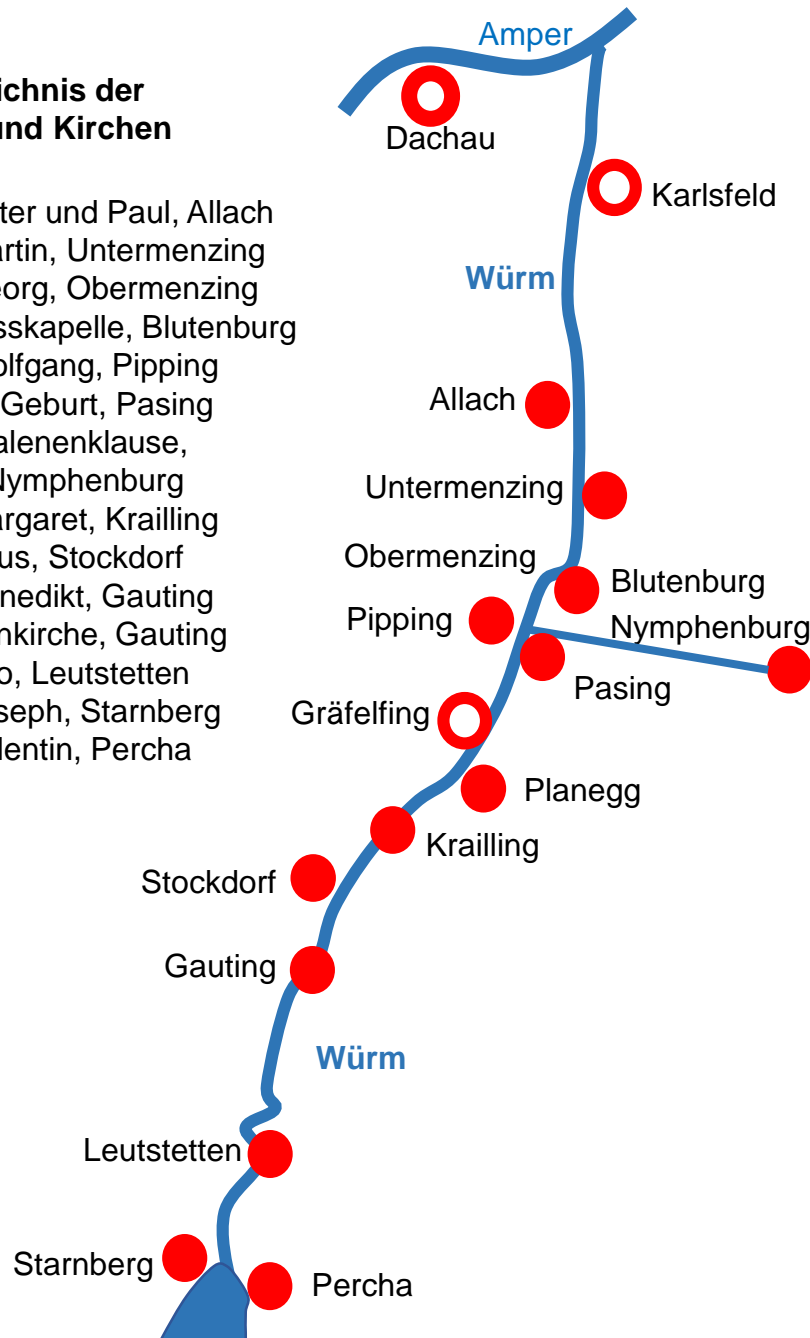 ichnis der
und Kirchen
ter und Paul, Allach
artin, Untermenzing
eorg, Obermenzing
sskapelle, Blutenburg
olfgang, Pipping
Geburt, Pasing
alenenklause,
Nymphenburg
argaret, Krailling
us, Stockdorf
nedikt, Gauting
nkirche, Gauting
o, Leutstetten
seph, Starnberg
lentin, Percha
Amper
Dachau
Karlsfeld
Würm
Allach
Untermenzing
Obermenzing
Blutenburg
Pipping
Nymphenburg
Pasing
Gräfelfing
Planegg
Krailling
Stockdorf
Gauting
Würm
Leutstetten
Starnberg
Percha